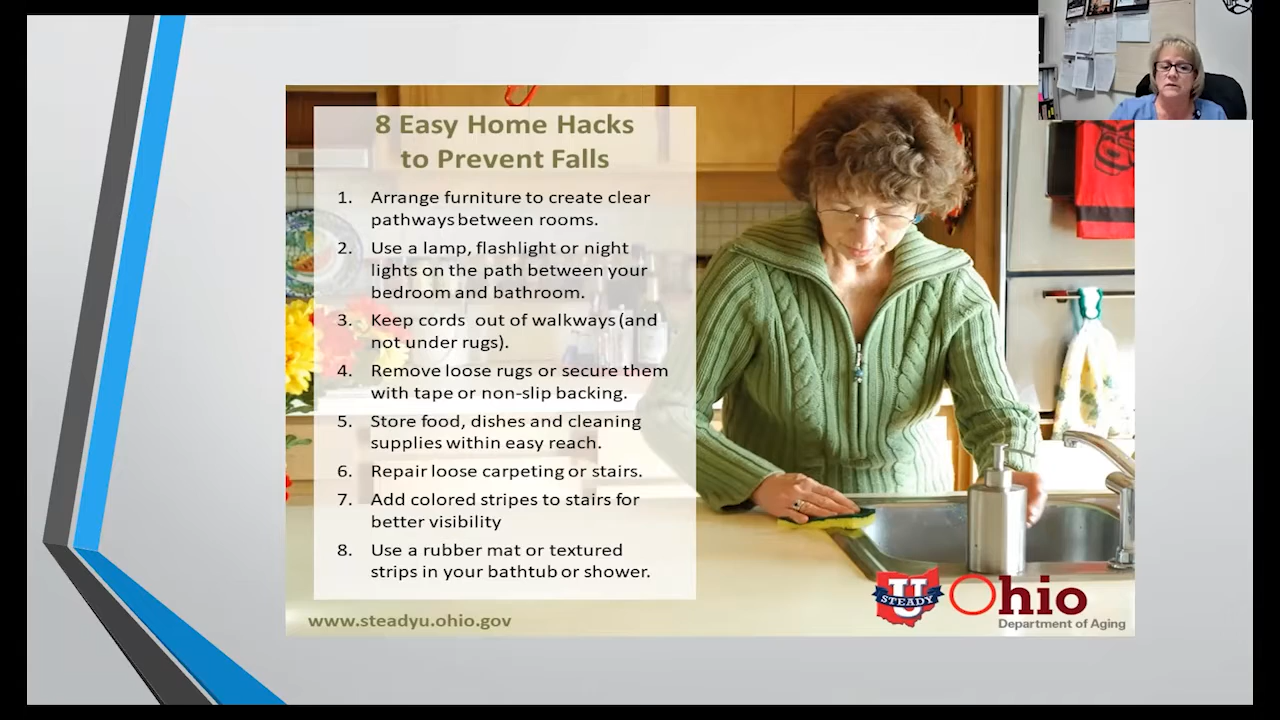 8 Easy Home Hacks
to Prevent Falls
1. Arrange furniture to create clear
pathways between rooms.
2. Use a lamp, flashlight or night
lights on the path between your
bedroom and bathroom.
3. Keep cords out of walkways (and
not under rugs).
4. Remove loose rugs or secure them
with tape or non-slip backing.
5. Store food, dishes and cleaning
supplies within easy reach.
6. Repair loose carpeting or stairs.
7. Add colored stripes to stairs for
better visibility
8. Use a rubber mat or textured
strips in your bathtub or shower.
www.steadyu.ohio.gov
STEADY
U
Ohio
Department of Aging